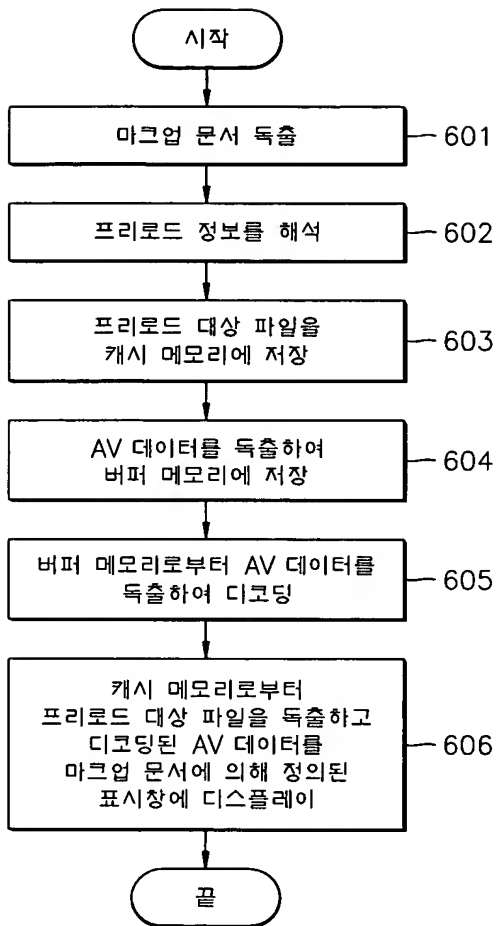 시작
마크업 문서 독출
601
프리로드 정보를 해석
602
프리로드 대상 파일을
캐시 메모리에 저장
603
AV 데이터를 독출하여
버퍼 메모리에 저장
604
버퍼 메모리로부터 AV 데이터를
독출하여 디코딩
605
캐시 메모리로부터
프리로드 대상 파일을 독출하고
디코딩된 AV 데이터를
마크업 문서에 의해 정의된
표시창에 디스플레이
606
끝